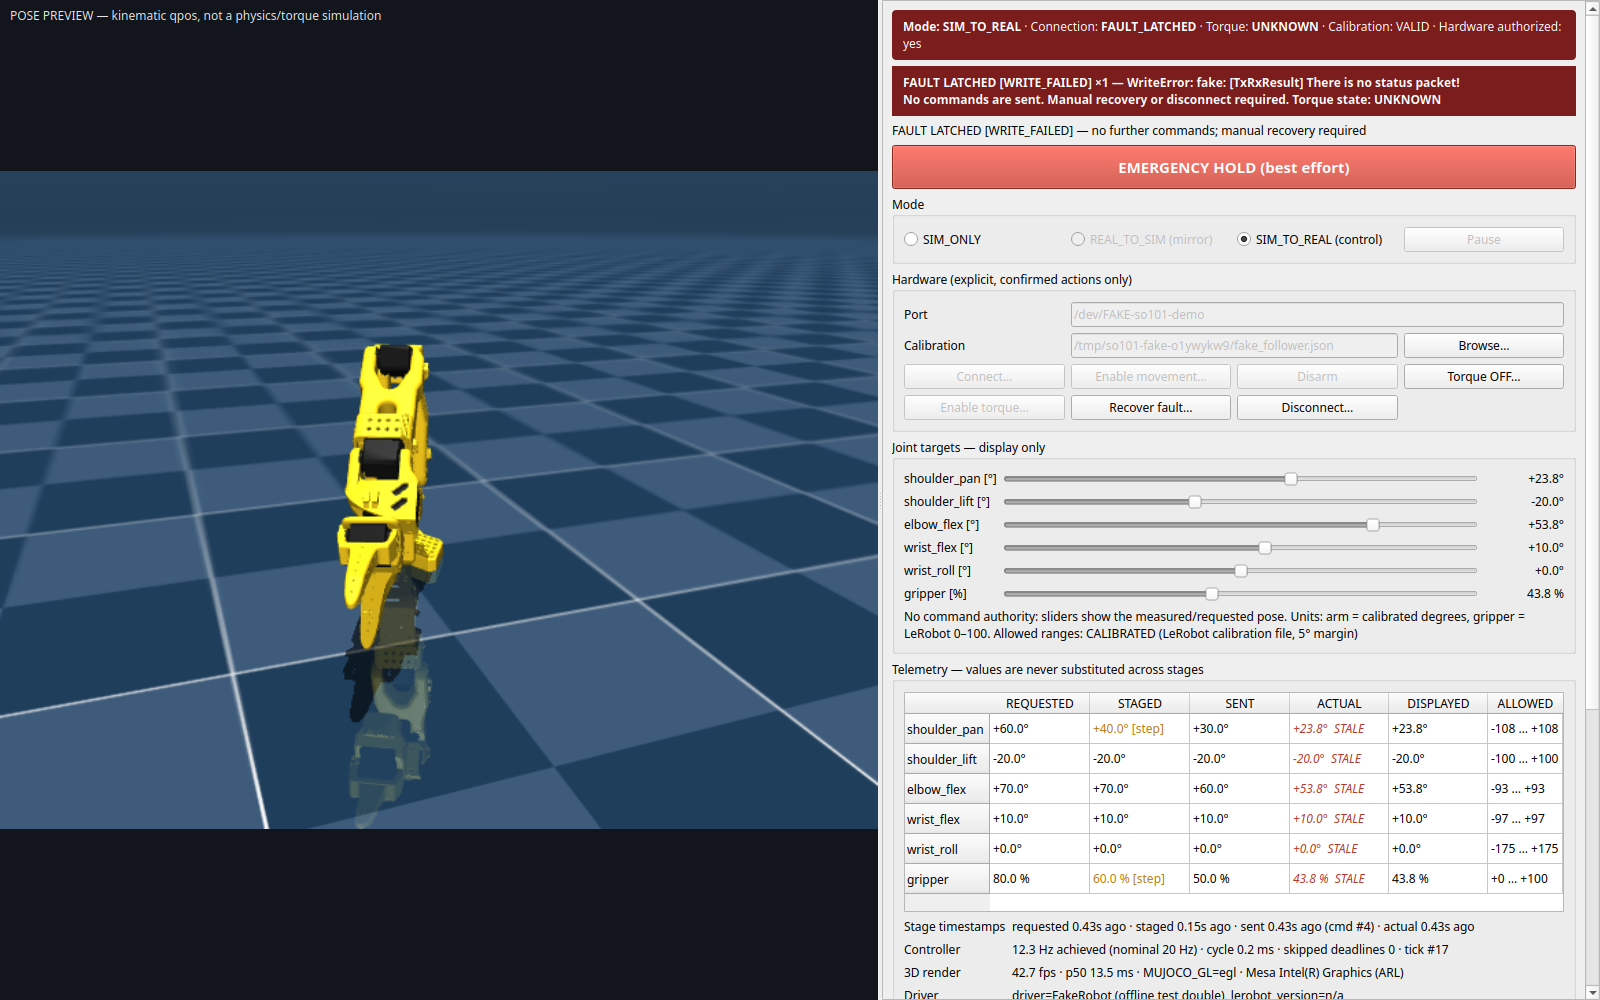 POSE PREVIEW — kinematic qpos, not a physics/torque simulation
Mode: SIM_TO_REAL · Connection: FAULT_LATCHED · Torque: UNKNOWN · Calibration: VALID · Hardware authorized:
yes
FAULT LATCHED [WRITE_FAILED] ×1 — WriteError: fake: [TxRxResult] There is no status packet!
No commands are sent. Manual recovery or disconnect required. Torque state: UNKNOWN
FAULT LATCHED [WRITE_FAILED] — no further commands; manual recovery required
EMERGENCY HOLD (best effort)
Mode
SIM_ONLY REAL_TO_SIM (mirror) SIM_TO_REAL (control) Pause
Hardware (explicit, confirmed actions only)
Port /dev/FAKE-so101-demo
Calibration /tmp/so101-fake-o1ywykw9/fake_follower.json Browse...
Connect... Enable movement... Disarm Torque OFF...
Enable torque... Recover fault... Disconnect...
Joint targets — display only
shoulder_pan [°] +23.8°
shoulder_lift [°] -20.0°
elbow_flex [°] +53.8°
wrist_flex [°] +10.0°
wrist_roll [°] +0.0°
gripper [%] 43.8 %
No command authority: sliders show the measured/requested pose. Units: arm = calibrated degrees, gripper =
LeRobot 0–100. Allowed ranges: CALIBRATED (LeRobot calibration file, 5° margin)
Telemetry — values are never substituted across stages
REQUESTED STAGED SENT ACTUAL DISPLAYED ALLOWED
shoulder_pan +60.0° +40.0° [step] +30.0° +23.8° STALE +23.8° -108 ... +108
shoulder_lift -20.0° -20.0° -20.0° -20.0° STALE -20.0° -100 ... +100
elbow_flex +70.0° +70.0° +60.0° +53.8° STALE +53.8° -93 ... +93
wrist_flex +10.0° +10.0° +10.0° +10.0° STALE +10.0° -97 ... +97
wrist_roll +0.0° +0.0° +0.0° +0.0° STALE +0.0° -175 ... +175
gripper 80.0 % 60.0 % [step] 50.0 % 43.8 % STALE 43.8 % +0 ... +100
Stage timestamps requested 0.43s ago · staged 0.15s ago · sent 0.43s ago (cmd #4) · actual 0.43s ago
Controller 12.3 Hz achieved (nominal 20 Hz) · cycle 0.2 ms · skipped deadlines 0 · tick #17
3D render 42.7 fps · p50 13.5 ms · MUJOCO_GL=egl · Mesa Intel(R) Graphics (ARL)
Driver driver=FakeRobot (offline test double), lerobot_version=n/a